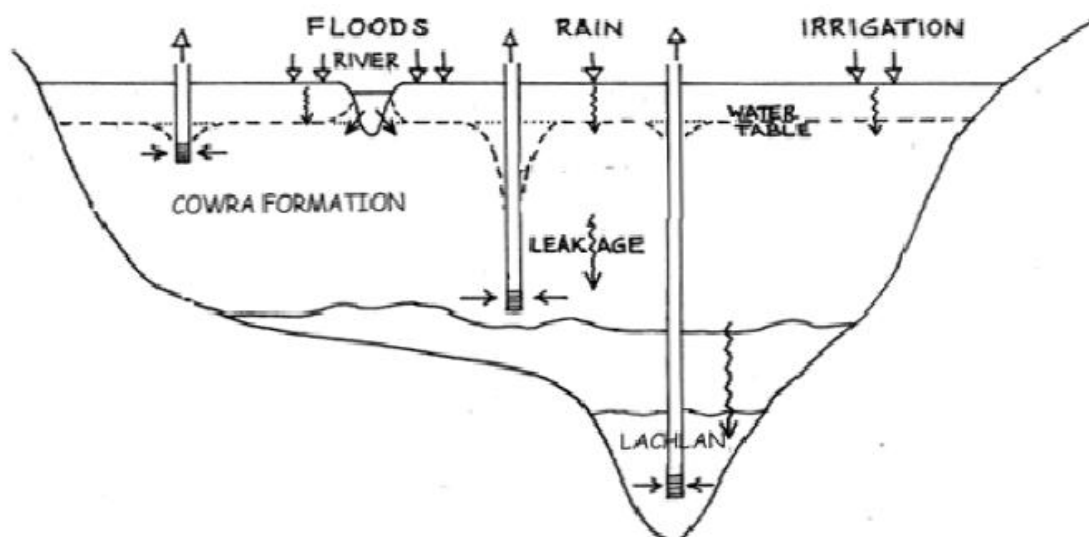 FLOODS
RAIN
IRRIGATION
RIVER
WATER
TABLE
COWRA FORMATION
LEAKAGE
LACHLAN